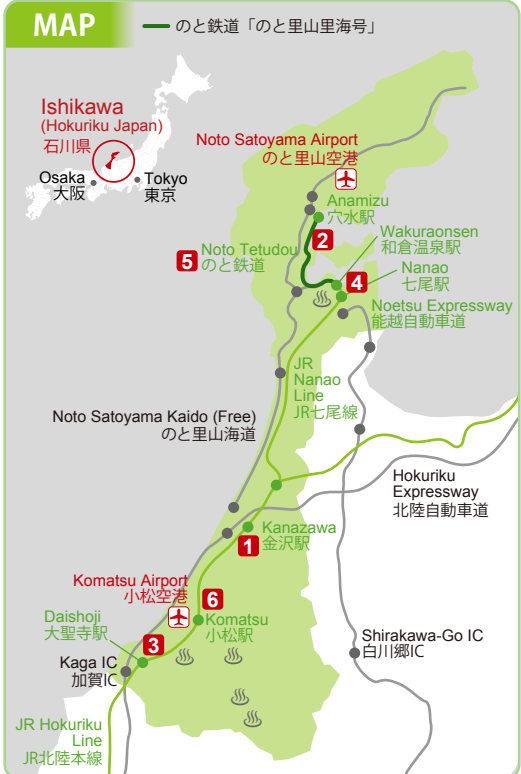 MAP
のと鉄道「のと里山里海号」
Ishikawa
(Hokuriku Japan)
石川県
Osaka
大阪
Tokyo
東京
Noto Satoyama Airport
のと里山空港
Anamizu
穴水駅
2
Wakuraonsen
和倉温泉駅
5
Noto Tetudou
のと鉄道
4
Nanao
七尾駅
Noetsu Expressway
能越自動車道
JR
Nanao
Line
JR七尾線
Noto Satoyama Kaido (Free)
のと里山海道
Hokuriku
Expressway
北陸自動車道
Kanazawa
金沢駅
1
Komatsu Airport
小松空港
6
Komatsu
小松駅
Daishoji
大聖寺駅
3
Shirakawa-Go IC
白川郷IC
Kaga IC
加賀IC
JR Hokuriku
Line
JR北陸本線